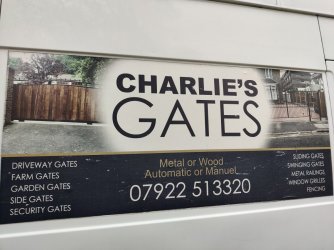 CHARLIE'S
GATES
DRIVEWAY GATES
FARM GATES
GARDEN GATES
SIDE GATES
SECURITY GATES
Metal or Wood
Automatic or Manuel
07922 513320
SLIDING GATES
SWINGING GATES
METAL RAILINGS
WINDOW GRILLES
FENCING